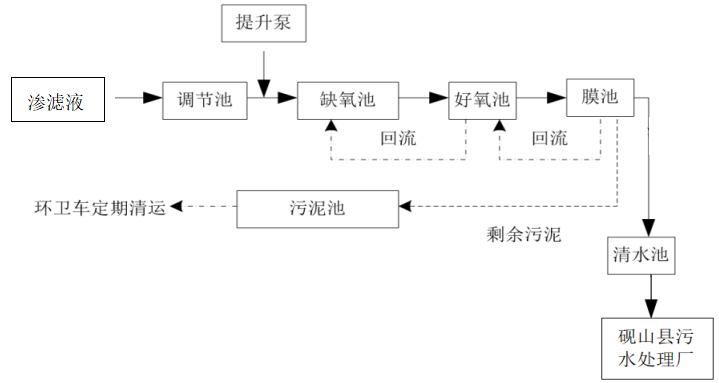 提升泵
渗滤液
调节池
缺氧池
好氧池
膜池
回流
回流
环卫车定期清运
污泥池
剩余污泥
清水池
砚山县污
水处理厂